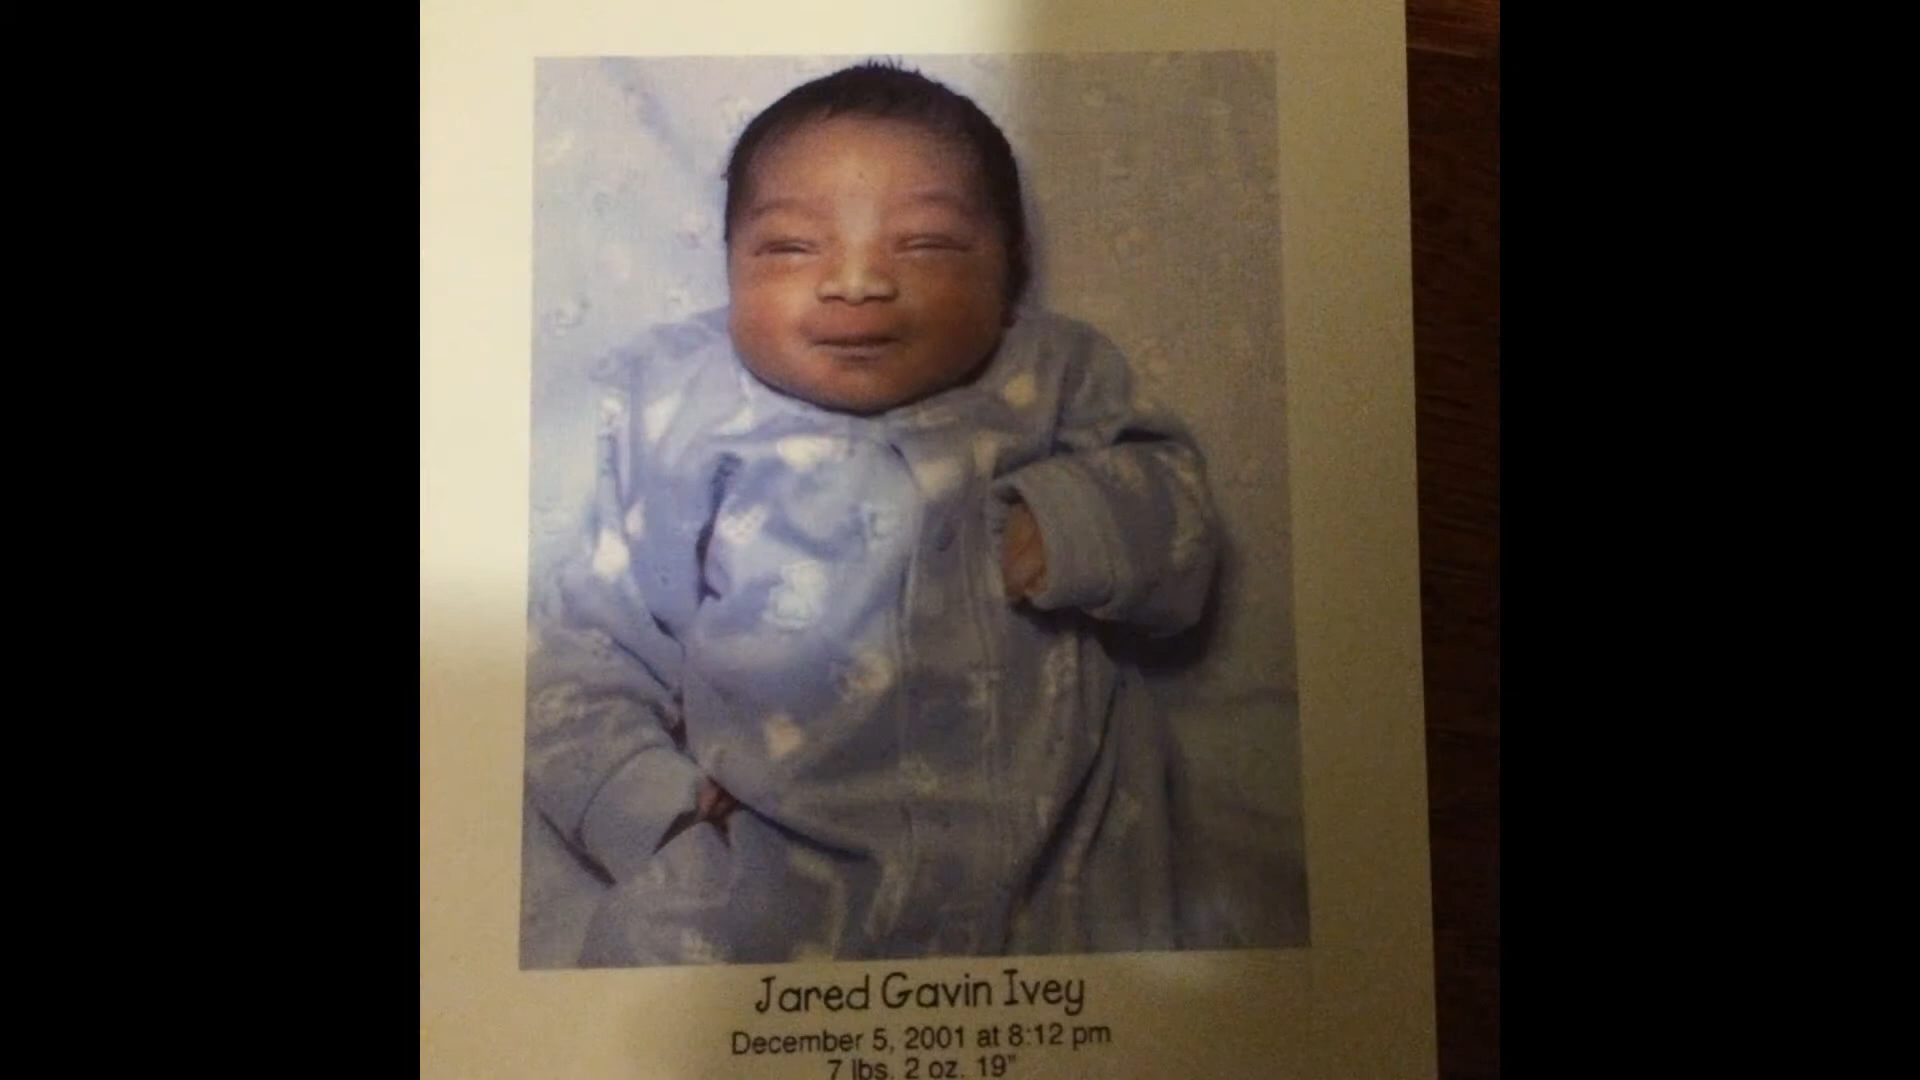 Jared Gavin Ivey
December 5, 2001 at 8:12 pm
7 lbs. 2 oz. 19"